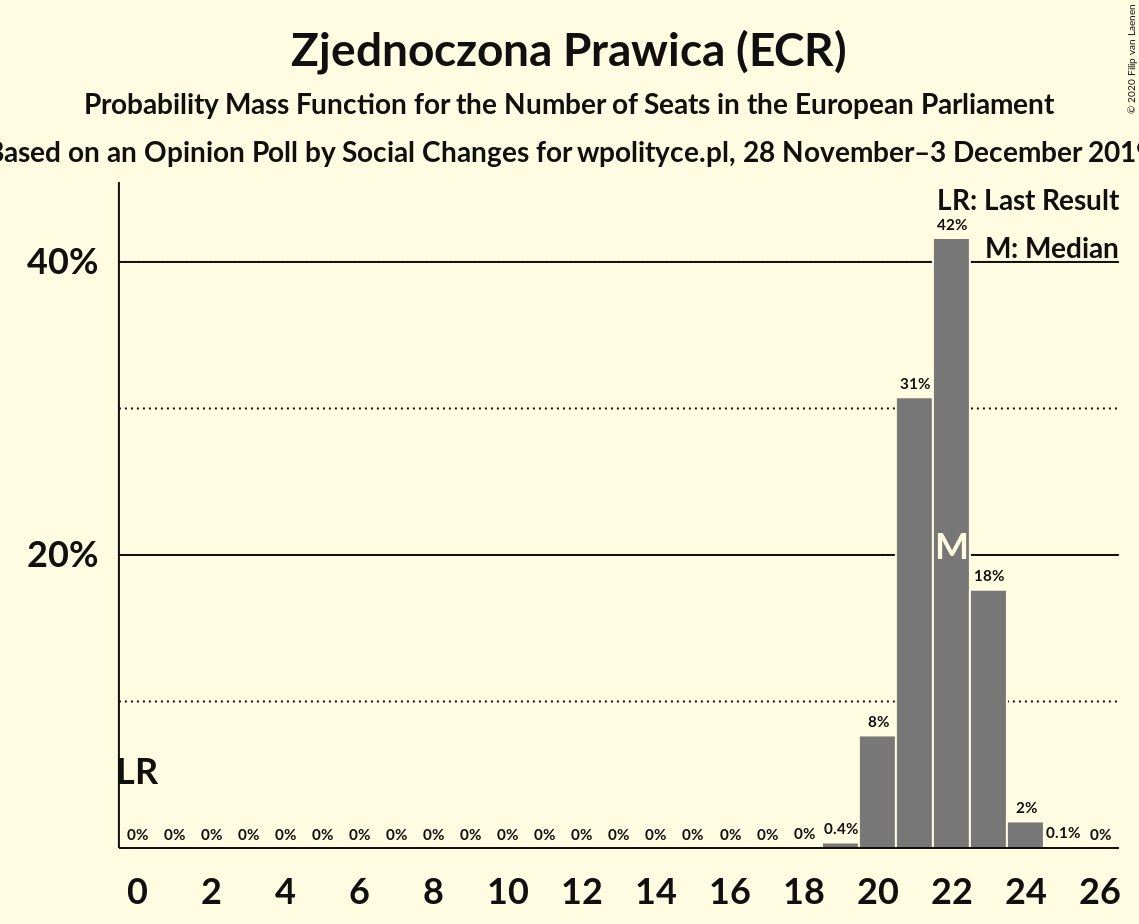 Zjednoczona Prawica (ECR)
Probability Mass Function for the Number of Seats in the European Parliament
Based on an Opinion Poll by Social Changes for wpolityce.pl, 28 November–3 December 2019
© 2020 Filip van Laenen
LR: Last Result
M: Median
40%
20%
42%
31%
M
18%
8%
LR
2%
0% 0% 0% 0% 0% 0% 0% 0% 0% 0% 0% 0% 0% 0% 0% 0% 0% 0% 0% 0.4% 0.1% 0%
0 2 4 6 8 10 12 14 16 18 20 22 24 26